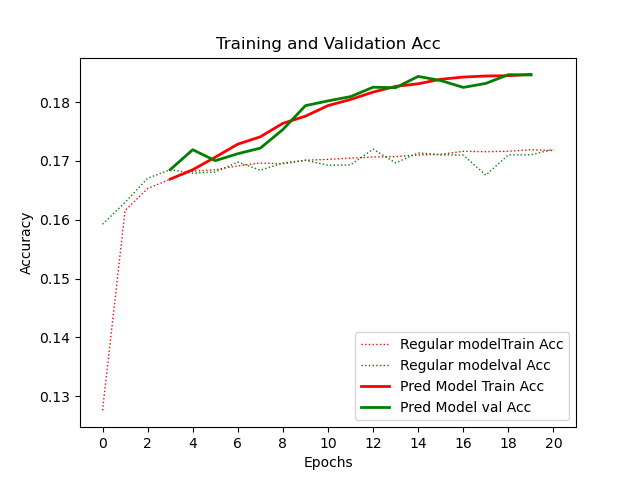 Training and Validation Acc
0.18
0.17
0.16
0.15
0.14
0.13
Accuracy
Regular modelTrain Acc
Regular modelval Acc
Pred Model Train Acc
Pred Model val Acc
0 2 4 6 8 10 12 14 16 18 20
Epochs